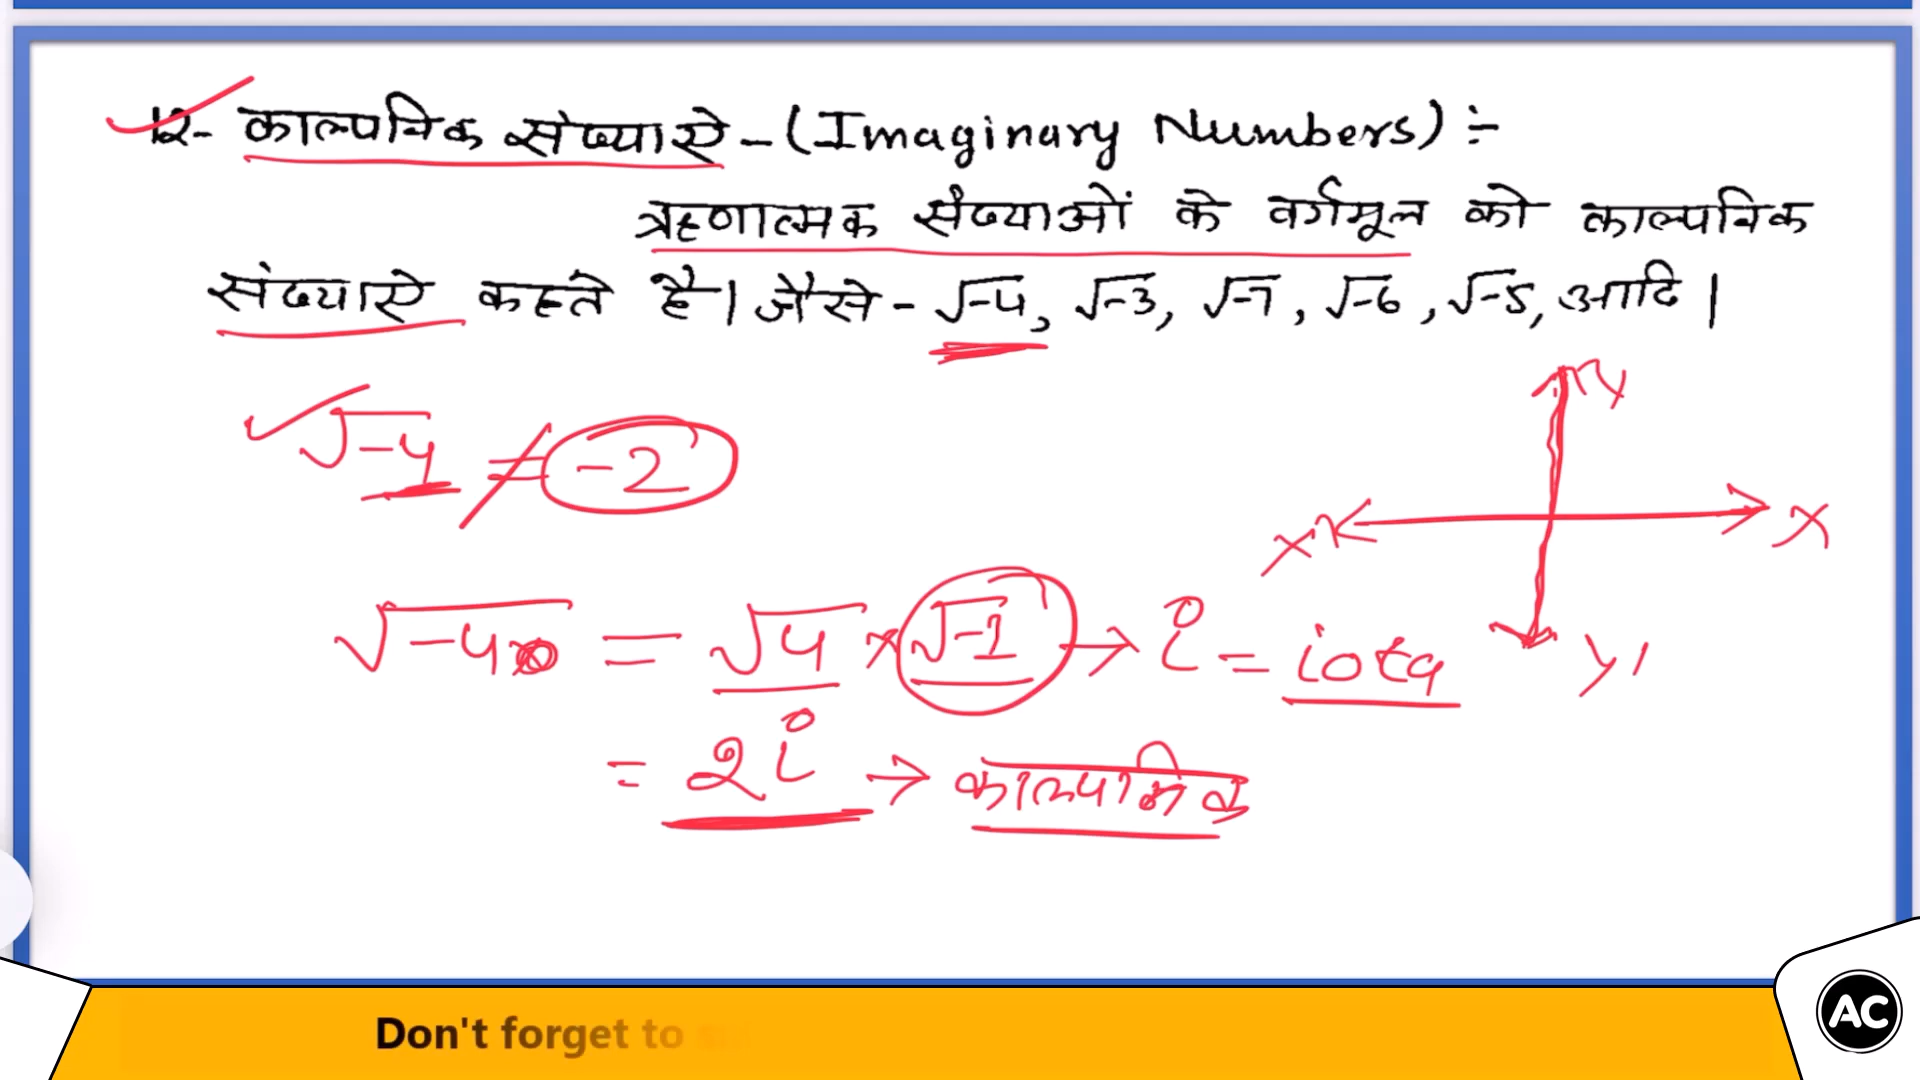 12- काल्पनिक संख्याऐ - (Imaginary Numbers) :-
ऋणात्मक संख्याओं के वर्गमूल को काल्पनिक
संख्याऐ कहते है। जैसे - √-4, √-3, √-7, √-6, √-5, आदि।
√-4 ≠ -2
y
x' x
√-4 = √4 × √-1 → i = iota
y'
= 2i → काल्पनिक
Don't forget to
AC